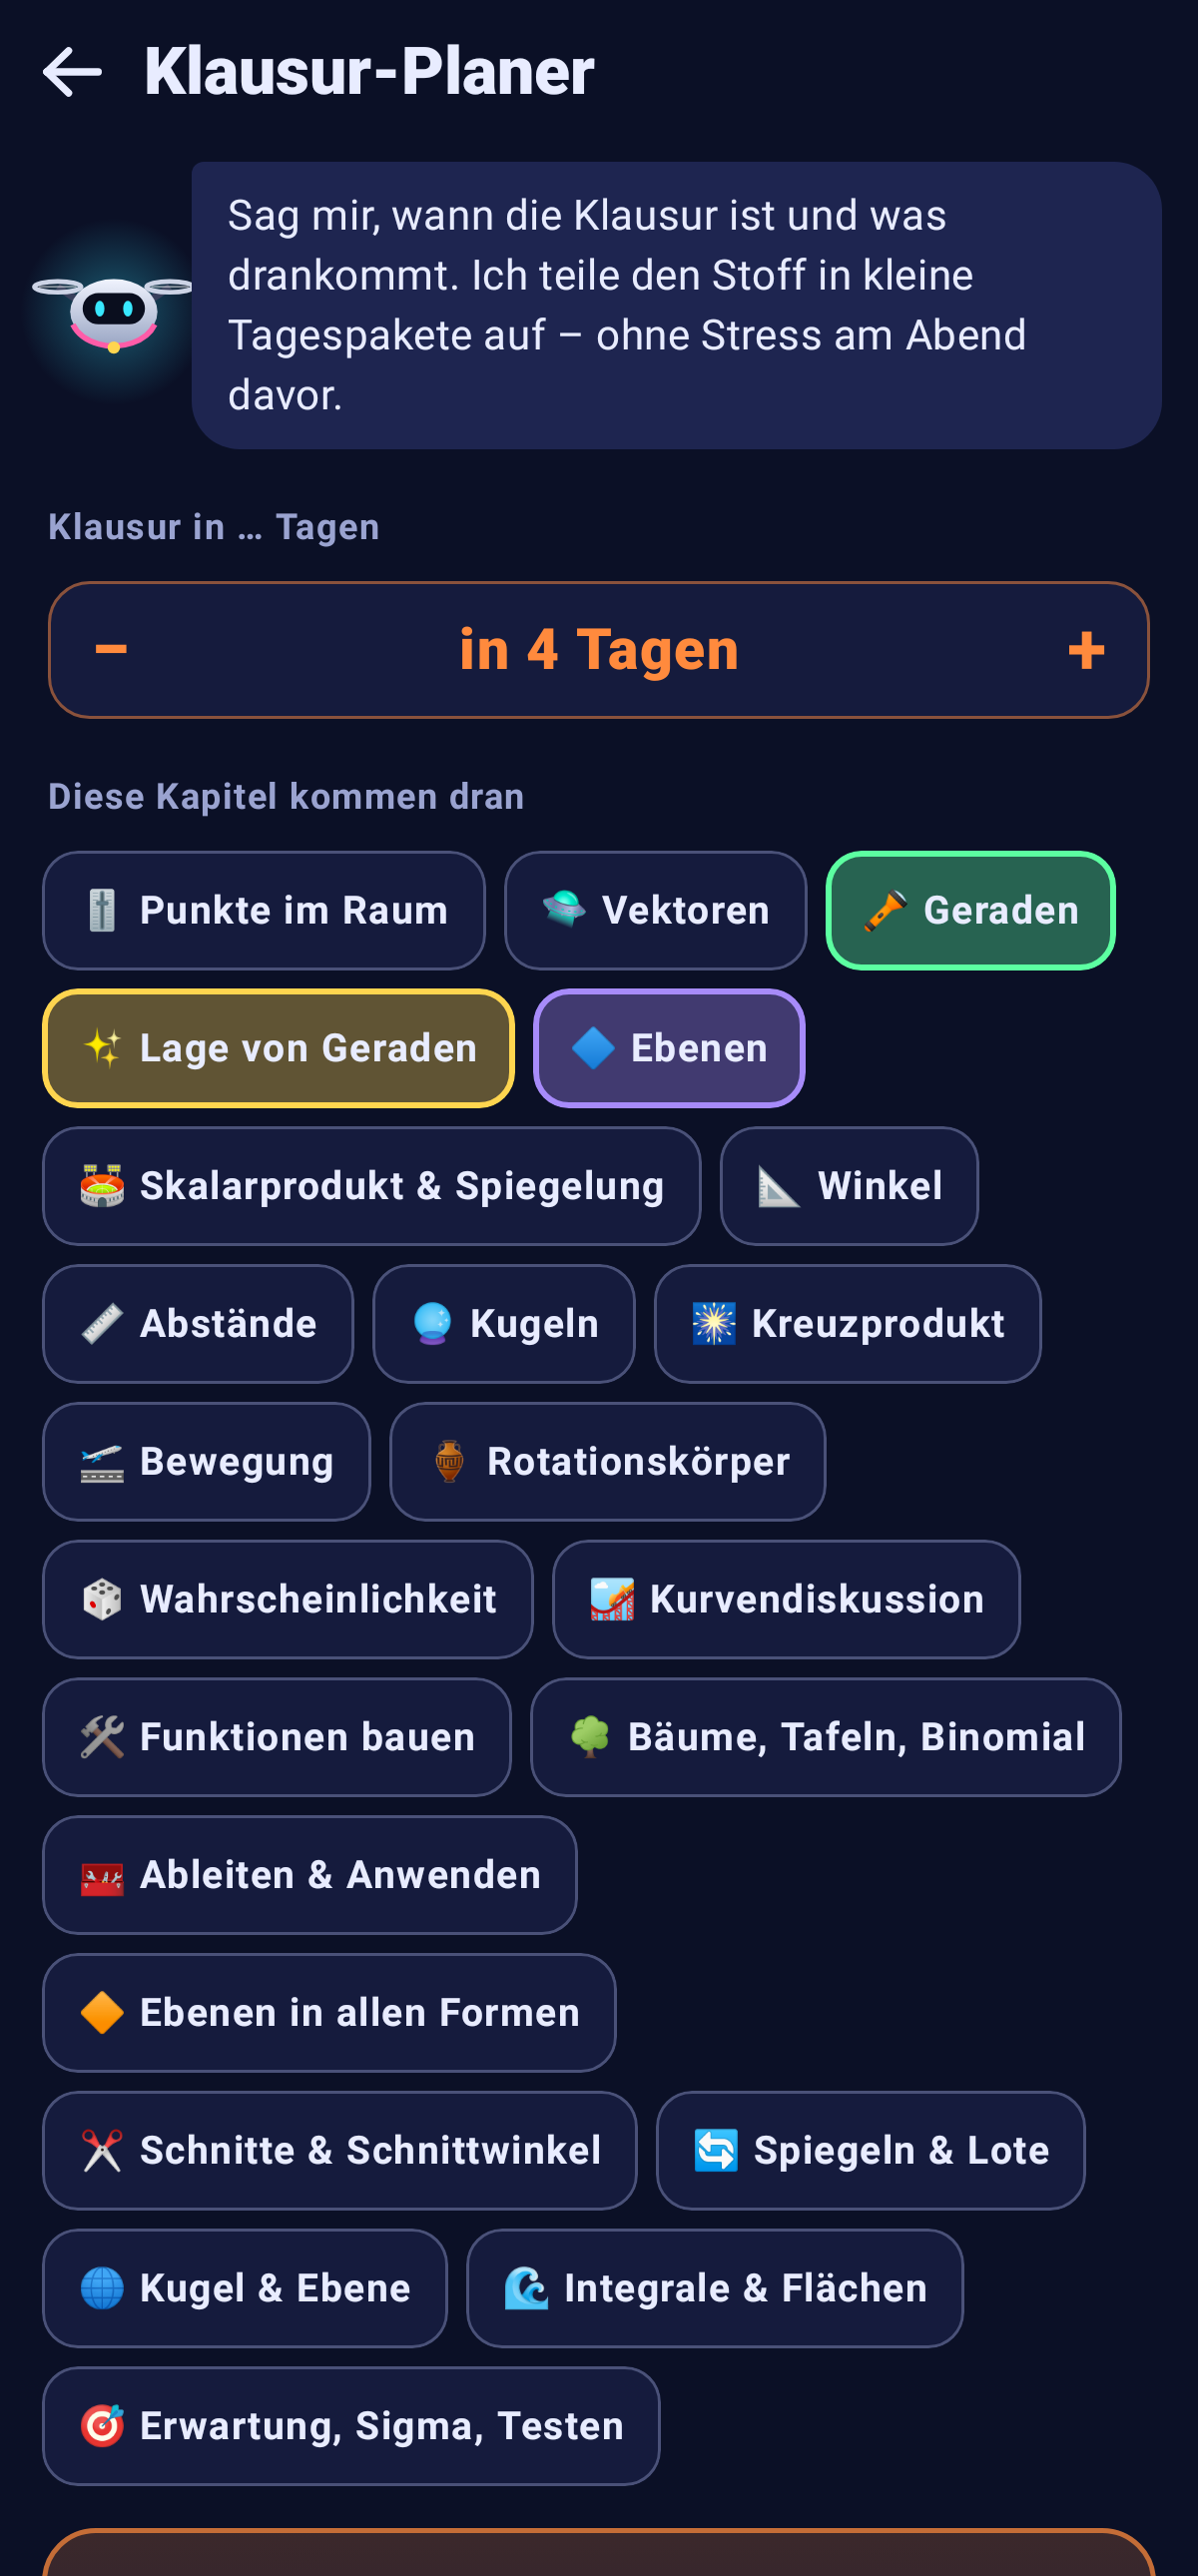 Klausur-Planer
Sag mir, wann die Klausur ist und was
drankommt. Ich teile den Stoff in kleine
Tagespakete auf – ohne Stress am Abend
davor.
Klausur in … Tagen
− in 4 Tagen +
Diese Kapitel kommen dran
Punkte im Raum Vektoren Geraden
Lage von Geraden Ebenen
Skalarprodukt & Spiegelung Winkel
Abstände Kugeln Kreuzprodukt
Bewegung Rotationskörper
Wahrscheinlichkeit Kurvendiskussion
Funktionen bauen Bäume, Tafeln, Binomial
Ableiten & Anwenden
Ebenen in allen Formen
Schnitte & Schnittwinkel Spiegeln & Lote
Kugel & Ebene Integrale & Flächen
Erwartung, Sigma, Testen